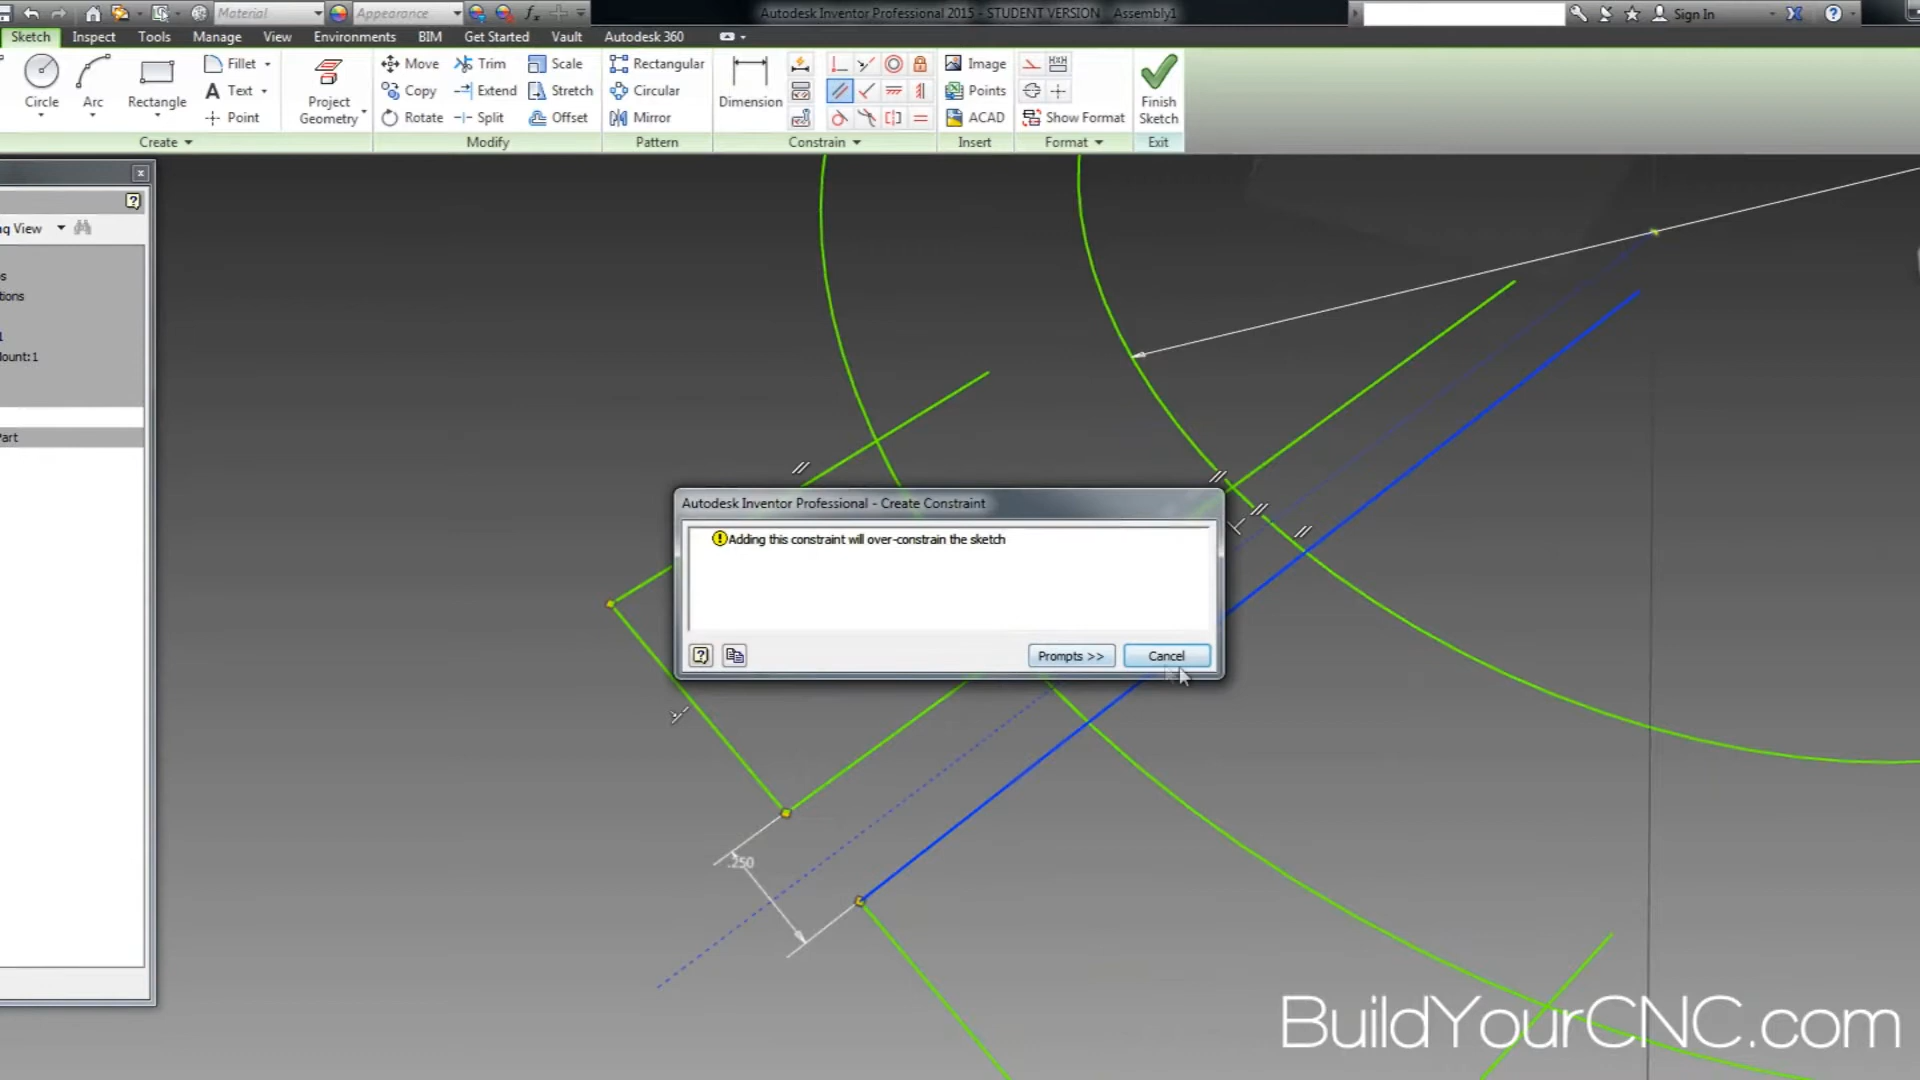 Material
Appearance
Autodesk Inventor Professional 2015 - STUDENT VERSION Assembly1
Sign In
Sketch Inspect Tools Manage View Environments BIM Get Started Vault Autodesk 360
Circle
Arc
Rectangle
Fillet
Text
Point
Project Geometry
Move
Copy
Rotate
Trim
Extend
Split
Scale
Stretch
Offset
Rectangular
Circular
Mirror
Dimension
Image
Points
ACAD
Show Format
Finish Sketch
Create Modify Pattern Constrain Insert Format Exit
View
Autodesk Inventor Professional - Create Constraint
Adding this constraint will over-constrain the sketch
Prompts >>
Cancel
.250
BuildYourCNC.com